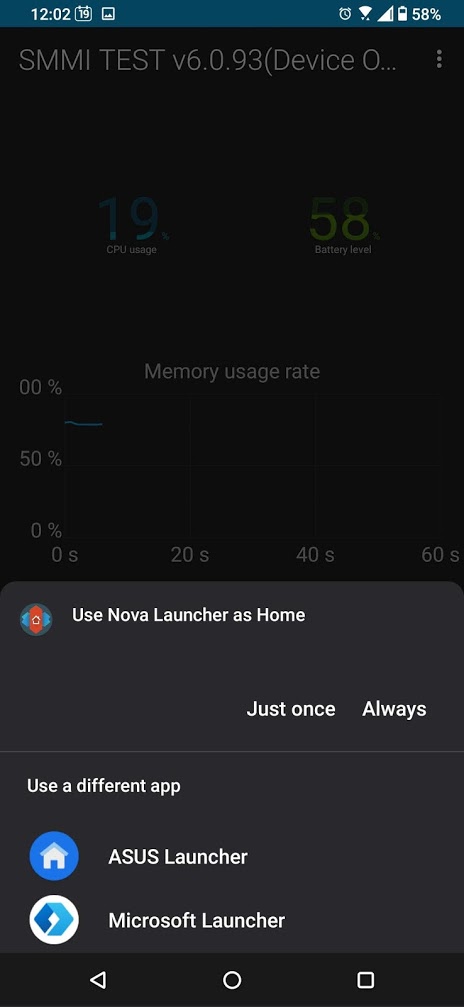 12:02 19 58%
SMMI TEST v6.0.93(Device O...
19% 58%
CPU usage Battery level
Memory usage rate
00 %
50 %
0 %
0 s 20 s 40 s 60 s
Use Nova Launcher as Home
Just once Always
Use a different app
ASUS Launcher
Microsoft Launcher